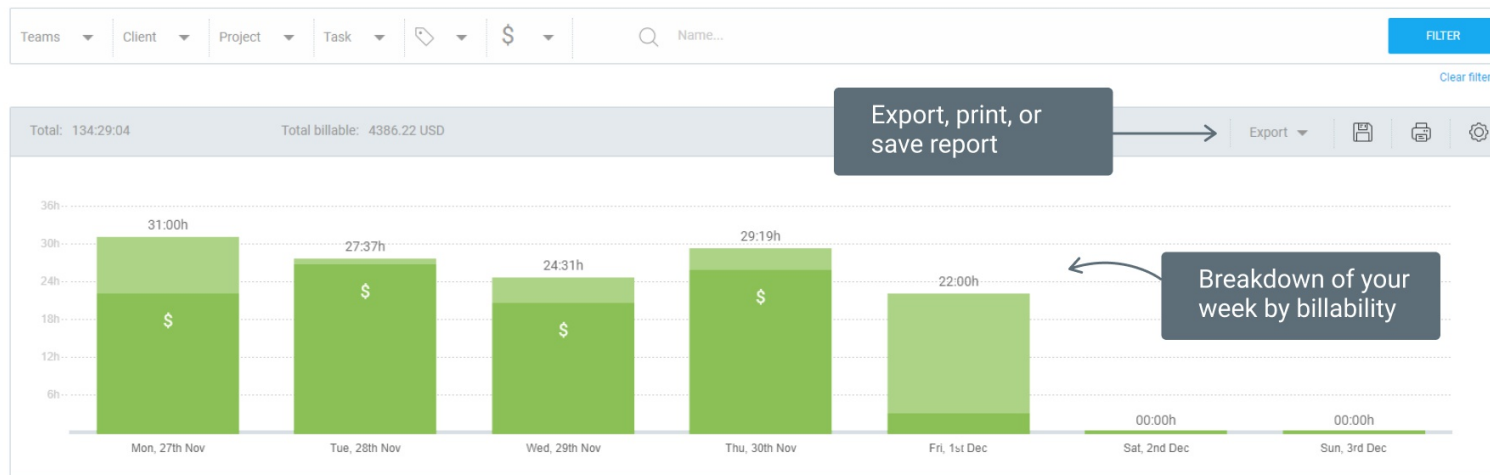 Teams Client Project Task $ Name... FILTER
Clear filter
Total: 134:29:04 Total billable: 4386.22 USD
Export, print, or
save report
Export
36h
30h
24h
18h
12h
6h
31:00h
$
27:37h
$
24:31h
$
29:19h
$
22:00h
00:00h
00:00h
Breakdown of your
week by billability
Mon, 27th Nov Tue, 28th Nov Wed, 29th Nov Thu, 30th Nov Fri, 1st Dec Sat, 2nd Dec Sun, 3rd Dec